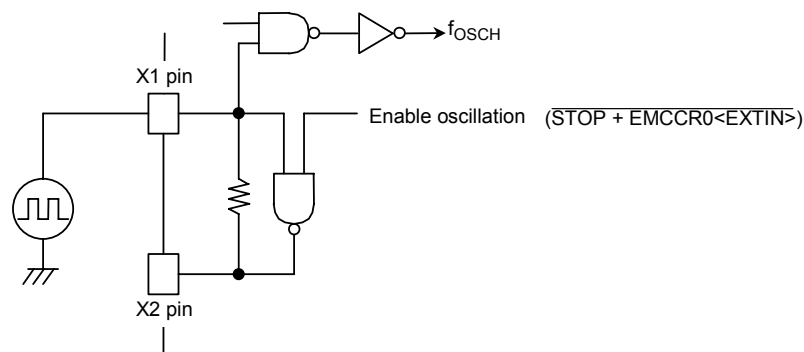 fOSCH
X1 pin
Enable oscillation (STOP + EMCCR0<EXTIN>)
X2 pin